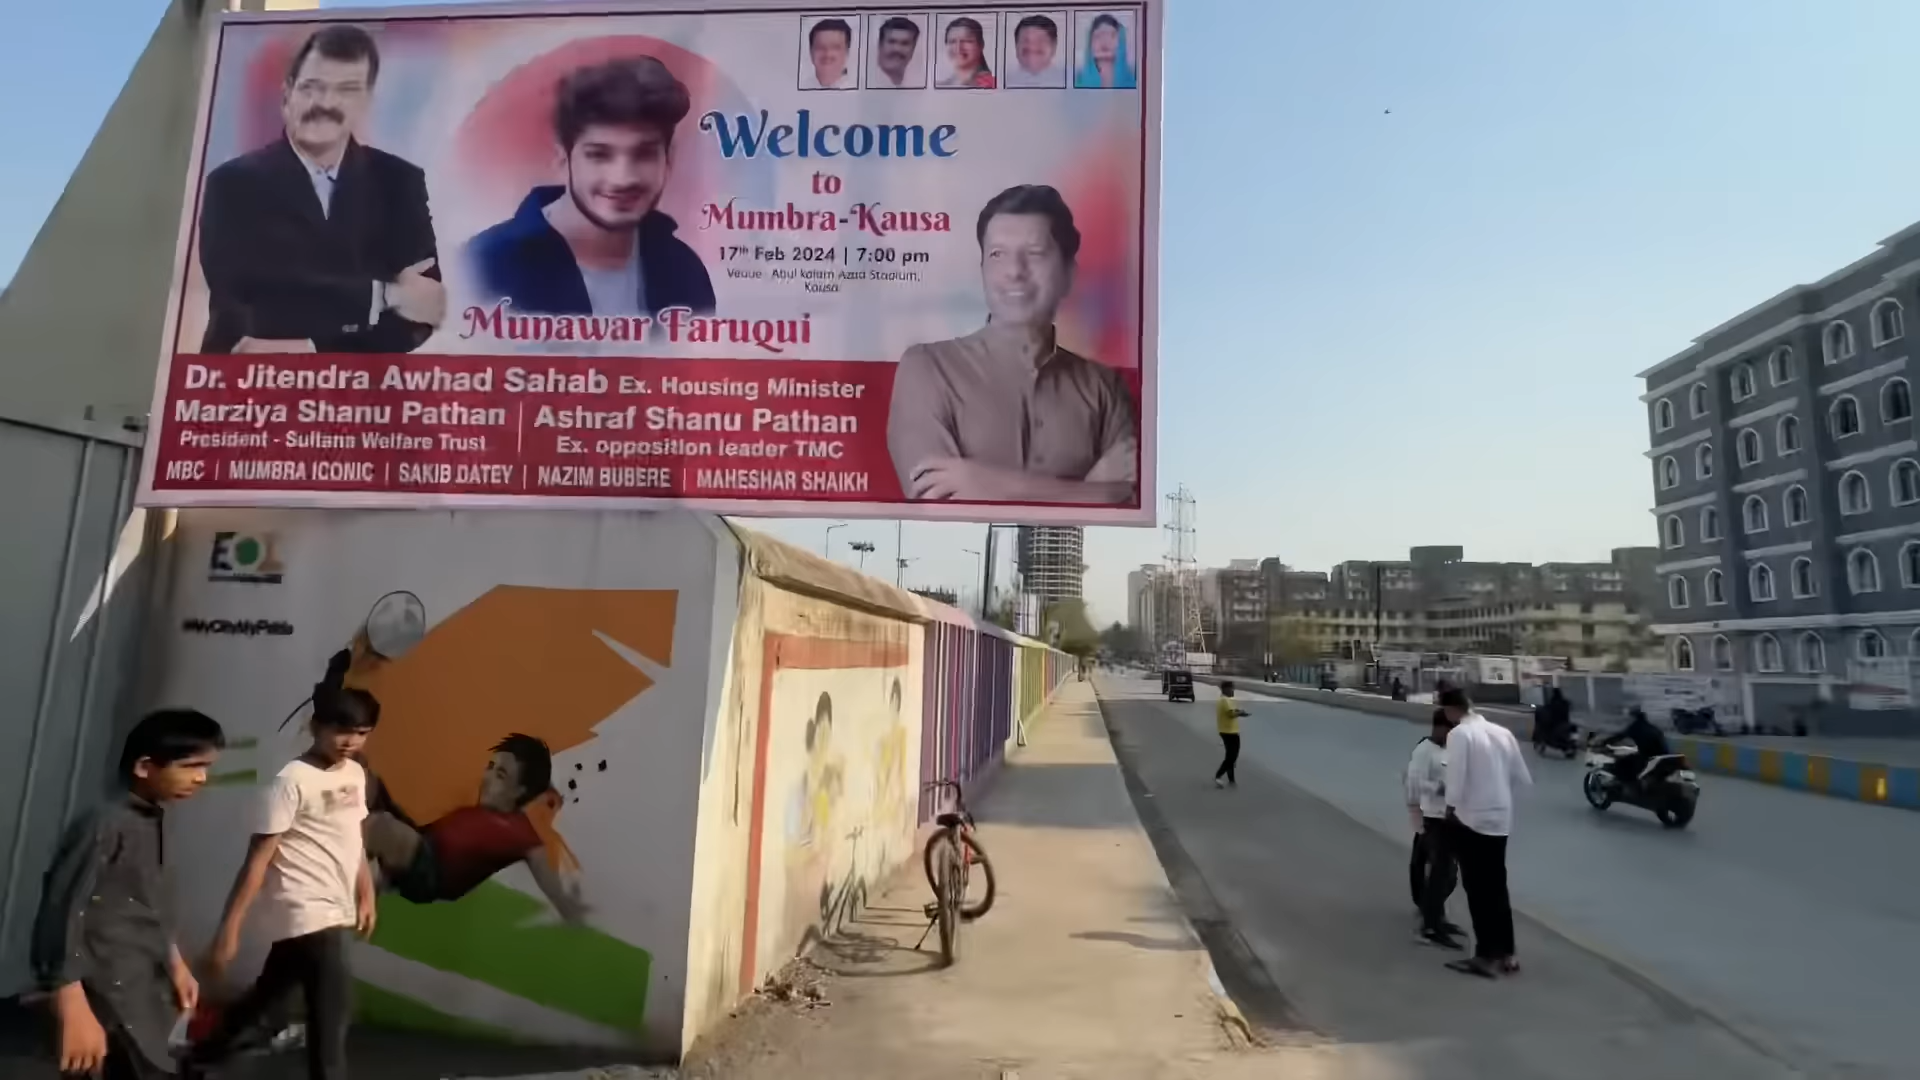 Welcome
to
Mumbra-Kausa
17th Feb 2024 | 7:00 pm
Venue - Abul kalam Azad Stadium,
Kausa
Munawar Faruqui
Dr. Jitendra Awhad Sahab Ex. Housing Minister
Marziya Shanu Pathan | Ashraf Shanu Pathan
President - Sultana Welfare Trust | Ex. opposition leader TMC
MBC | MUMBRA ICONIC | SAKIB DATEY | NAZIM BUBERE | MAHESHAR SHAIKH
#MyCityMyPride